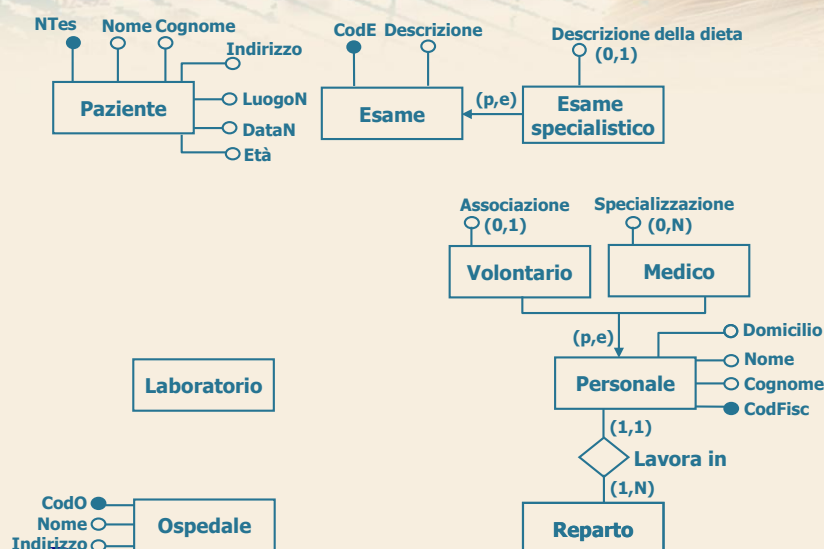 NTes
Nome Cognome
Indirizzo
Paziente
LuogoN
DataN
Età
CodE Descrizione
Esame
(p,e)
Descrizione della dieta
(0,1)
Esame
specialistico
Associazione
(0,1)
Specializzazione
(0,N)
Volontario
Medico
(p,e)
Personale
Domicilio
Nome
Cognome
CodFisc
(1,1)
Lavora in
(1,N)
Reparto
Laboratorio
CodO
Nome
Indirizzo
Ospedale